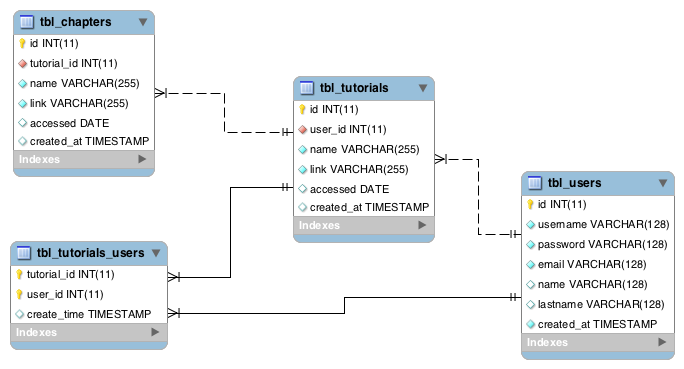 tbl_chapters
id INT(11)
tutorial_id INT(11)
name VARCHAR(255)
link VARCHAR(255)
accessed DATE
created_at TIMESTAMP
Indexes
tbl_tutorials
id INT(11)
user_id INT(11)
name VARCHAR(255)
link VARCHAR(255)
accessed DATE
created_at TIMESTAMP
Indexes
tbl_tutorials_users
tutorial_id INT(11)
user_id INT(11)
create_time TIMESTAMP
Indexes
tbl_users
id INT(11)
username VARCHAR(128)
password VARCHAR(128)
email VARCHAR(128)
name VARCHAR(128)
lastname VARCHAR(128)
created_at TIMESTAMP
Indexes